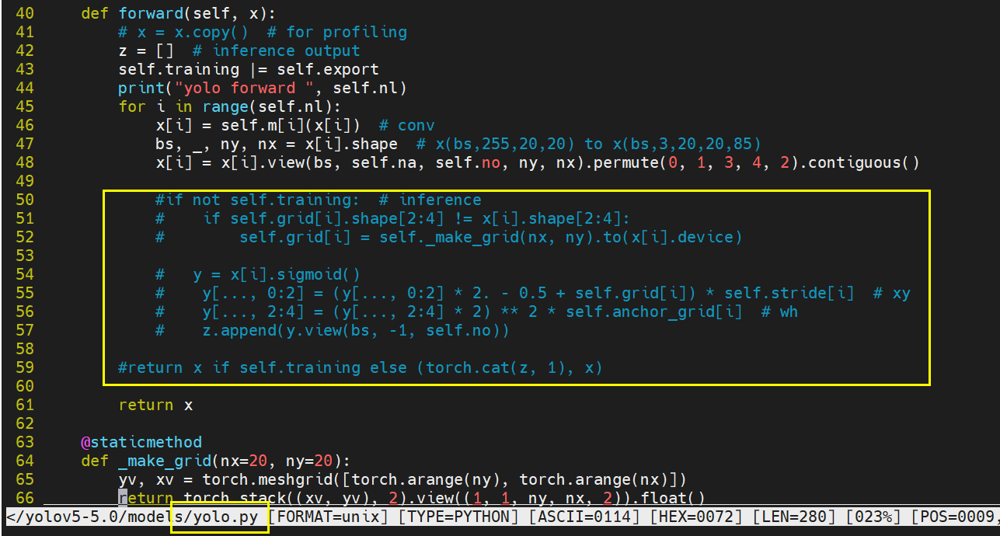 40     def forward(self, x):
41         # x = x.copy()  # for profiling
42         z = []  # inference output
43         self.training |= self.export
44         print("yolo forward ", self.nl)
45         for i in range(self.nl):
46             x[i] = self.m[i](x[i])  # conv
47             bs, _, ny, nx = x[i].shape  # x(bs,255,20,20) to x(bs,3,20,20,85)
48             x[i] = x[i].view(bs, self.na, self.no, ny, nx).permute(0, 1, 3, 4, 2).contiguous()
49
50             #if not self.training:  # inference
51             #    if self.grid[i].shape[2:4] != x[i].shape[2:4]:
52             #        self.grid[i] = self._make_grid(nx, ny).to(x[i].device)
53
54             #   y = x[i].sigmoid()
55             #    y[..., 0:2] = (y[..., 0:2] * 2. - 0.5 + self.grid[i]) * self.stride[i]  # xy
56             #    y[..., 2:4] = (y[..., 2:4] * 2) ** 2 * self.anchor_grid[i]  # wh
57             #    z.append(y.view(bs, -1, self.no))
58
59         #return x if self.training else (torch.cat(z, 1), x)
60
61         return x
62
63     @staticmethod
64     def _make_grid(nx=20, ny=20):
65         yv, xv = torch.meshgrid([torch.arange(ny), torch.arange(nx)])
66         return torch.stack((xv, yv), 2).view((1, 1, ny, nx, 2)).float()
</yolov5-5.0/models/yolo.py [FORMAT=unix] [TYPE=PYTHON] [ASCII=0114] [HEX=0072] [LEN=280] [023%] [POS=0009,